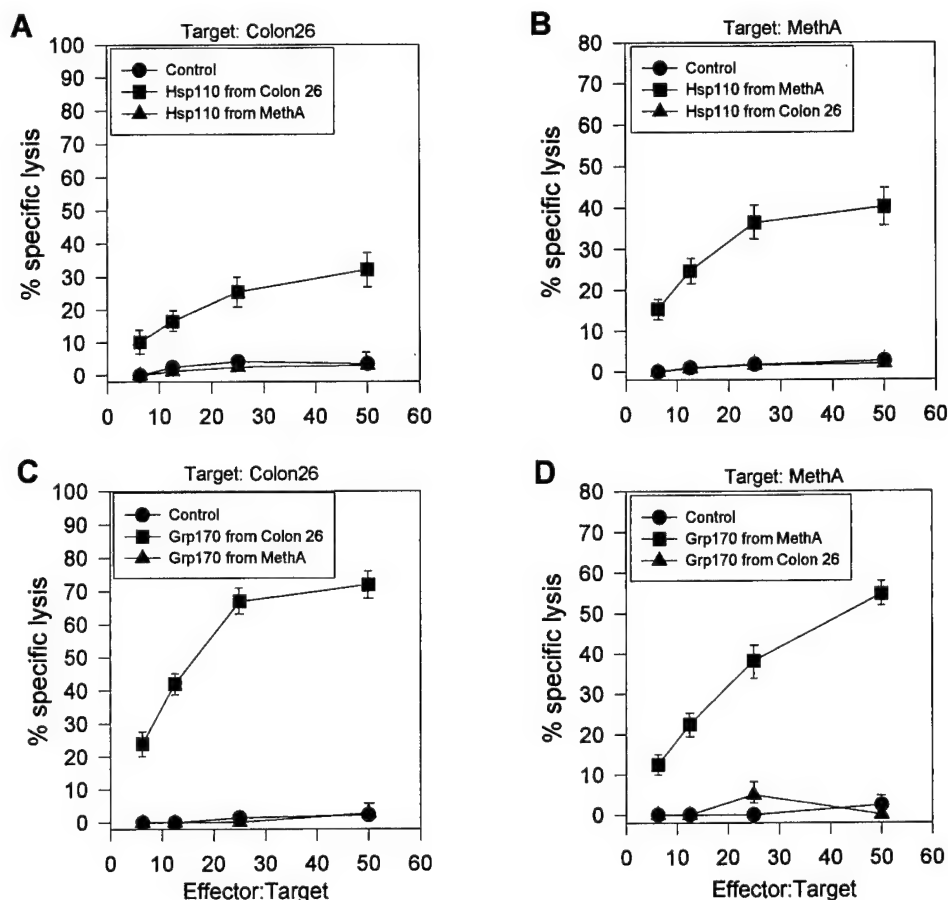 A
Target: Colon26
Control
Hsp110 from Colon 26
Hsp110 from MethA
% specific lysis
100
90
80
70
60
50
40
30
20
10
0
0 10 20 30 40 50 60
B
Target: MethA
Control
Hsp110 from MethA
Hsp110 from Colon 26
% specific lysis
80
70
60
50
40
30
20
10
0
0 10 20 30 40 50 60
C
Target: Colon26
Control
Grp170 from Colon 26
Grp170 from MethA
% specific lysis
100
90
80
70
60
50
40
30
20
10
0
0 10 20 30 40 50 60
Effector:Target
D
Target: MethA
Control
Grp170 from MethA
Grp170 from Colon 26
% specific lysis
80
70
60
50
40
30
20
10
0
0 10 20 30 40 50 60
Effector:Target